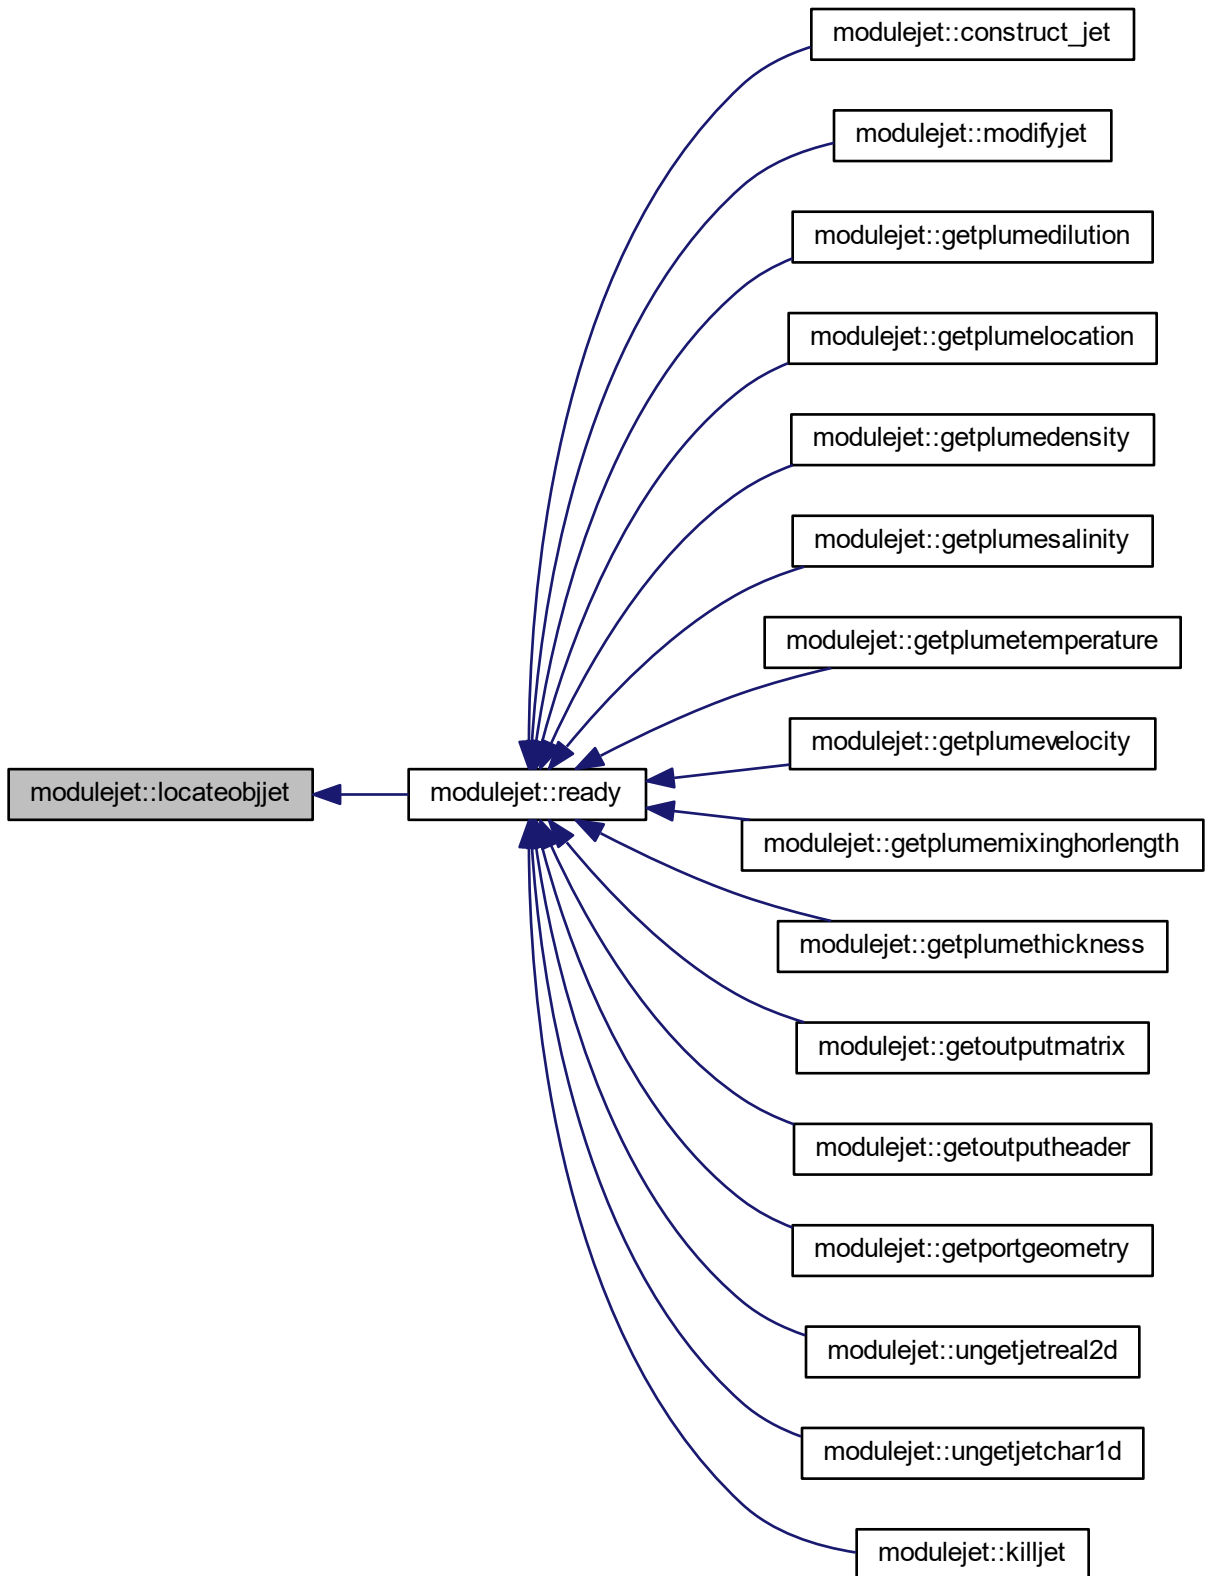 modulejet::construct_jet
modulejet::modifyjet
modulejet::getplumedilution
modulejet::getplumelocation
modulejet::getplumedensity
modulejet::getplumesalinity
modulejet::getplumetemperature
modulejet::getplumevelocity
modulejet::locateobjjet
modulejet::ready
modulejet::getplumemixinghorlength
modulejet::getplumethickness
modulejet::getoutputmatrix
modulejet::getoutputheader
modulejet::getportgeometry
modulejet::ungetjetreal2d
modulejet::ungetjetchar1d
modulejet::killjet